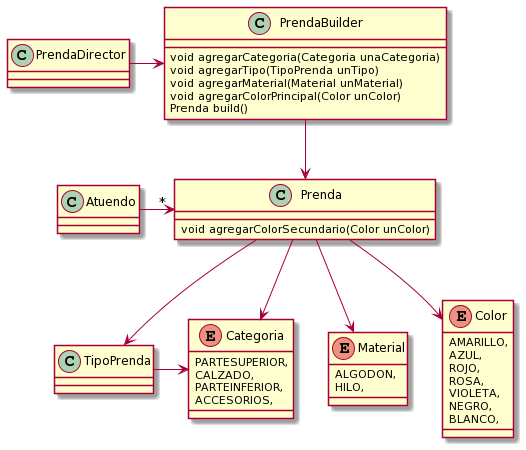 C PrendaBuilder
void agregarCategoria(Categoria unaCategoria)
void agregarTipo(TipoPrenda unTipo)
void agregarMaterial(Material unMaterial)
void agregarColorPrincipal(Color unColor)
Prenda build()
C PrendaDirector
C Prenda
void agregarColorSecundario(Color unColor)
C Atuendo
*
C TipoPrenda
E Categoria
PARTESUPERIOR,
CALZADO,
PARTEINFERIOR,
ACCESORIOS,
E Material
ALGODON,
HILO,
E Color
AMARILLO,
AZUL,
ROJO,
ROSA,
VIOLETA,
NEGRO,
BLANCO,